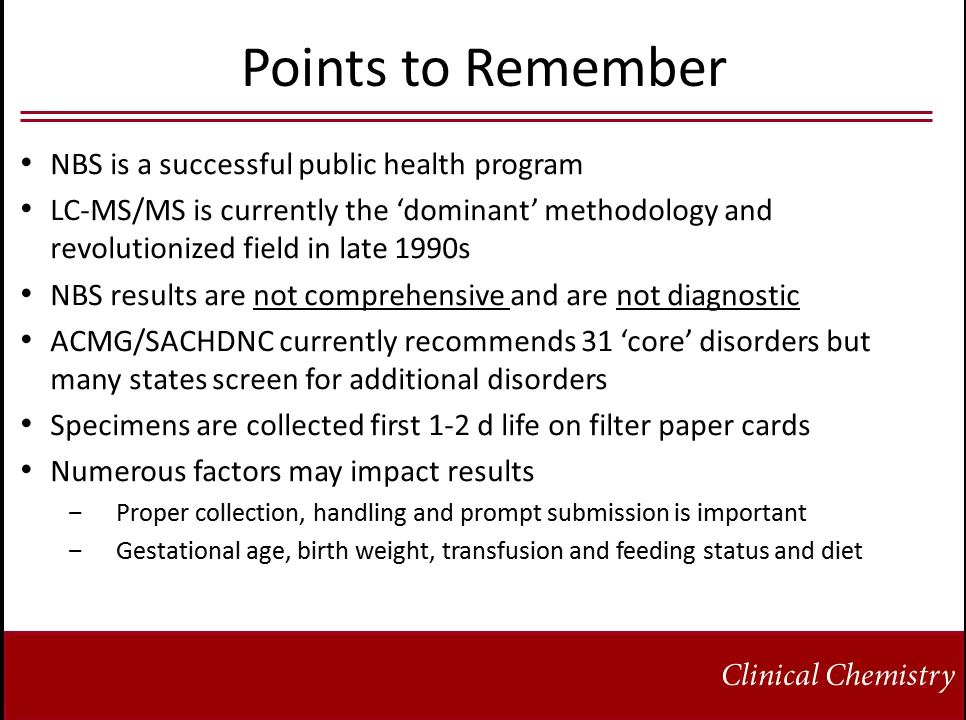 Points to Remember
• NBS is a successful public health program
• LC-MS/MS is currently the ‘dominant’ methodology and
revolutionized field in late 1990s
• NBS results are not comprehensive and are not diagnostic
• ACMG/SACHDNC currently recommends 31 ‘core’ disorders but
many states screen for additional disorders
• Specimens are collected first 1-2 d life on filter paper cards
• Numerous factors may impact results
– Proper collection, handling and prompt submission is important
– Gestational age, birth weight, transfusion and feeding status and diet
Clinical Chemistry